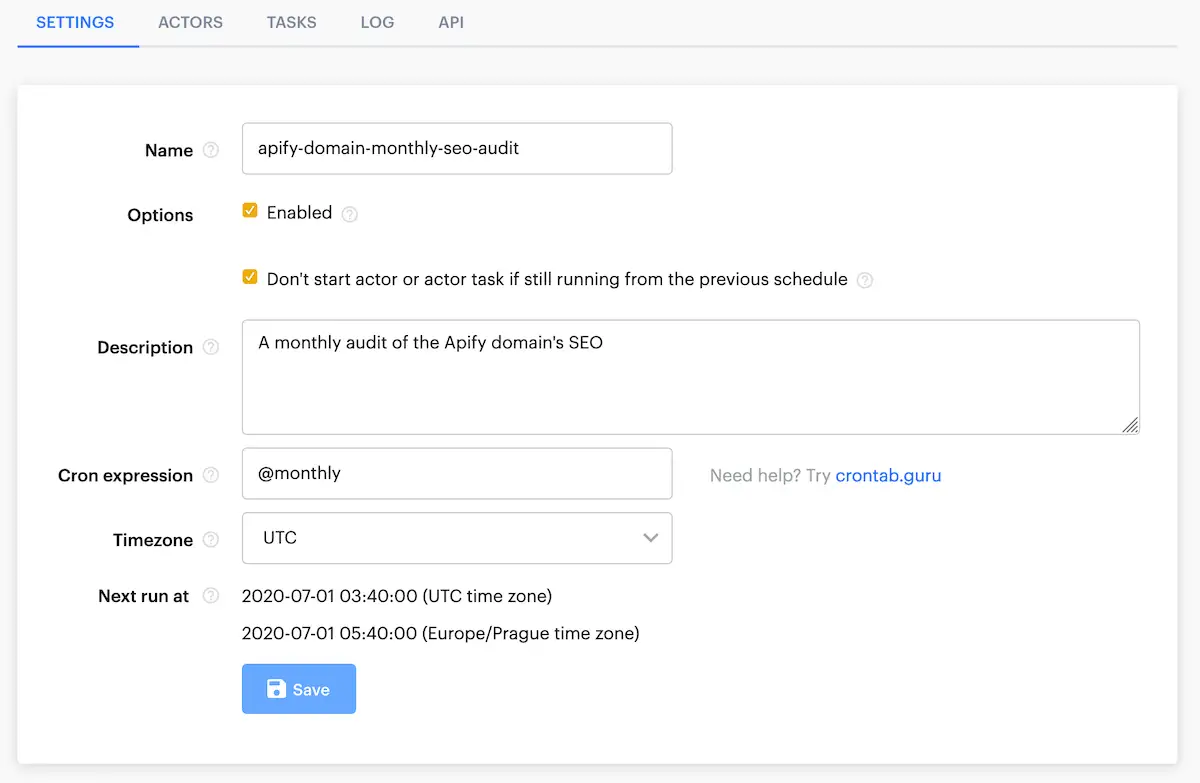 SETTINGS ACTORS TASKS LOG API
Name ? apify-domain-monthly-seo-audit
Options Enabled ?
Don't start actor or actor task if still running from the previous schedule ?
Description ? A monthly audit of the Apify domain's SEO
Cron expression ? @monthly Need help? Try crontab.guru
Timezone ? UTC
Next run at ? 2020-07-01 03:40:00 (UTC time zone)
2020-07-01 05:40:00 (Europe/Prague time zone)
Save